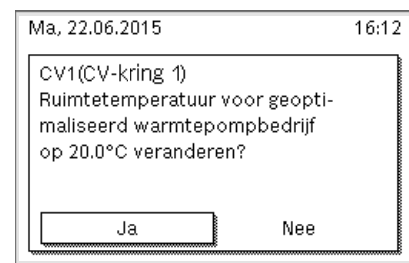 Ma, 22.06.2015 16:12
CV1(CV-kring 1)
Ruimtetemperatuur voor geopti-
maliseerd warmtepompbedrijf
op 20.0°C veranderen?
Ja Nee